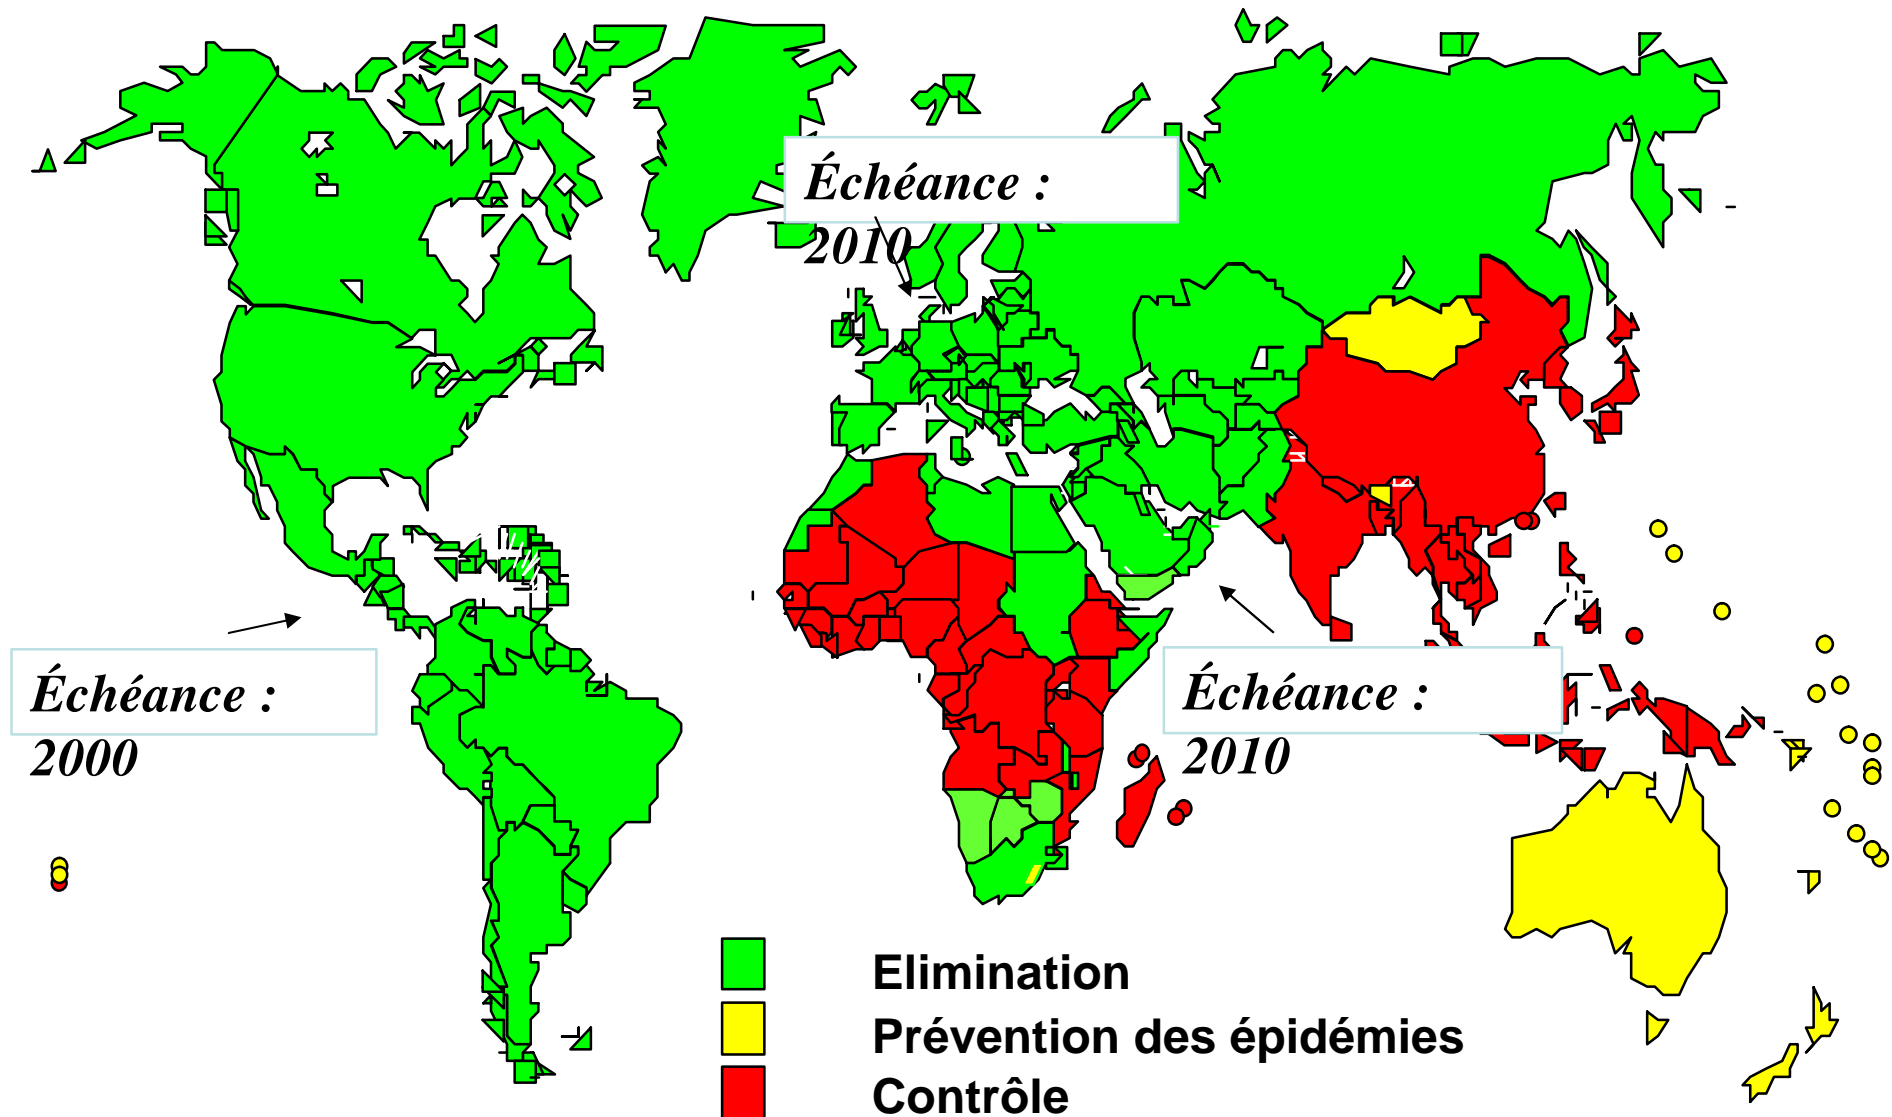 Échéance :
2010
Échéance :
2000
Échéance :
2010
Elimination
Prévention des épidémies
Contrôle